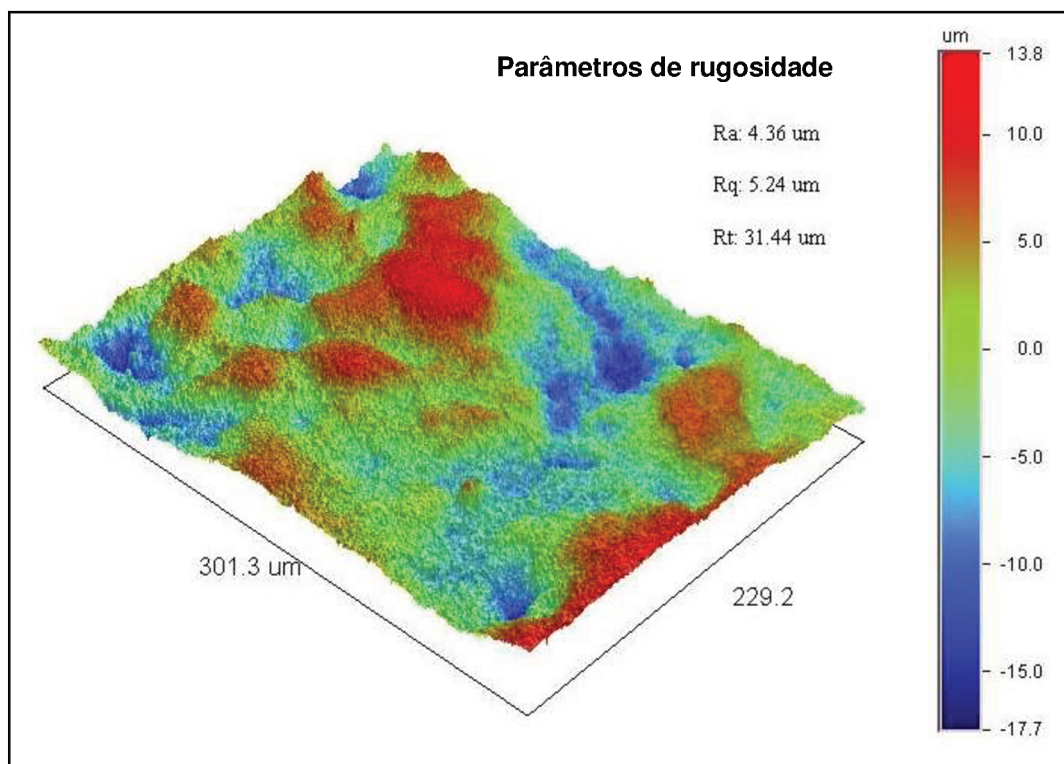 Parâmetros de rugosidade
Ra: 4.36 um
Rq: 5.24 um
Rt: 31.44 um
um
13.8
10.0
5.0
0.0
-5.0
-10.0
-15.0
-17.7
301.3 um
229.2